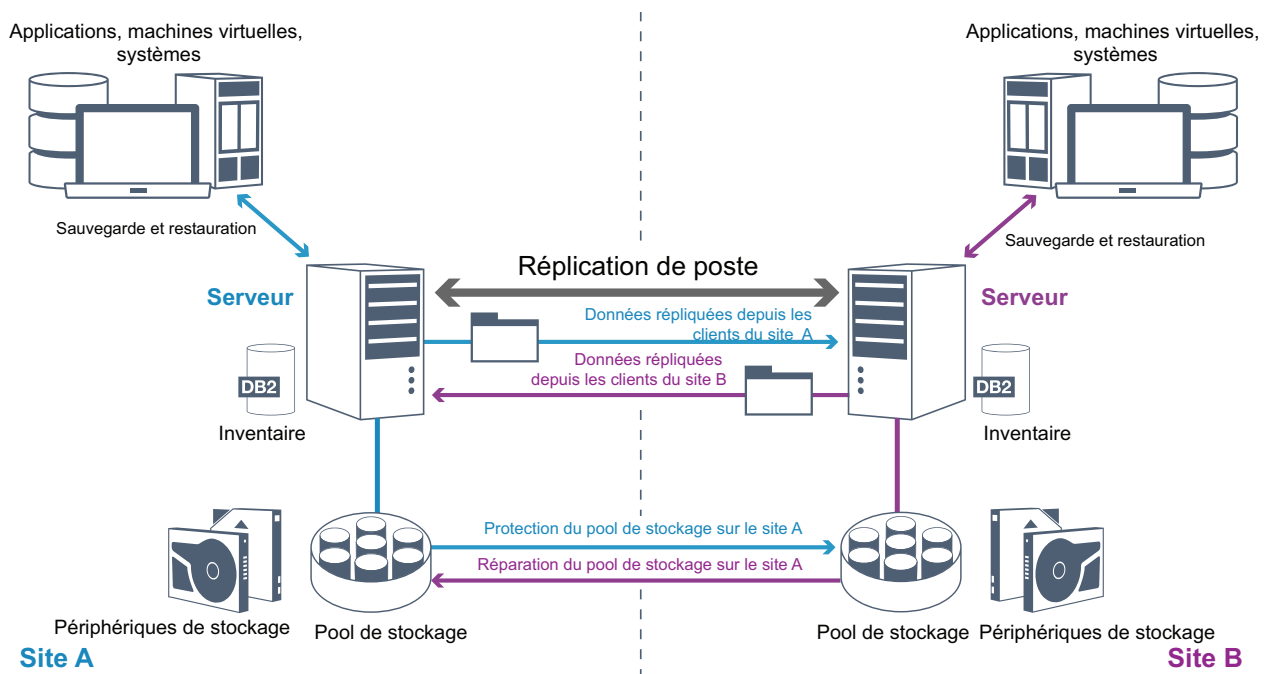 Applications, machines virtuelles,
systèmes
Applications, machines virtuelles,
systèmes
Sauvegarde et restauration
Sauvegarde et restauration
Réplication de poste
Serveur
Serveur
Données répliquées depuis les
clients du site A
Données répliquées
depuis les clients du site B
DB2
DB2
Inventaire
Inventaire
Protection du pool de stockage sur le site A
Réparation du pool de stockage sur le site A
Périphériques de stockage
Pool de stockage
Pool de stockage
Périphériques de stockage
Site A
Site B